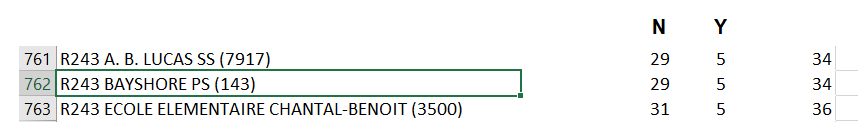 N Y
761 R243 A. B. LUCAS SS (7917) 29 5 34
762 R243 BAYSHORE PS (143) 29 5 34
763 R243 ECOLE ELEMENTAIRE CHANTAL-BENOIT (3500) 31 5 36